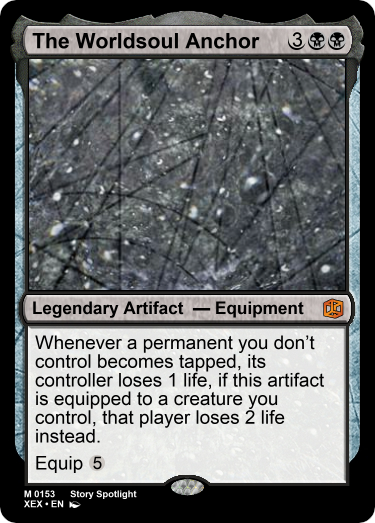 The Worldsoul Anchor 3
Legendary Artifact — Equipment
Whenever a permanent you don't
control becomes tapped, its
controller loses 1 life, if this artifact
is equipped to a creature you
control, that player loses 2 life
instead.
Equip 5
M 0153 Story Spotlight
XEX • EN